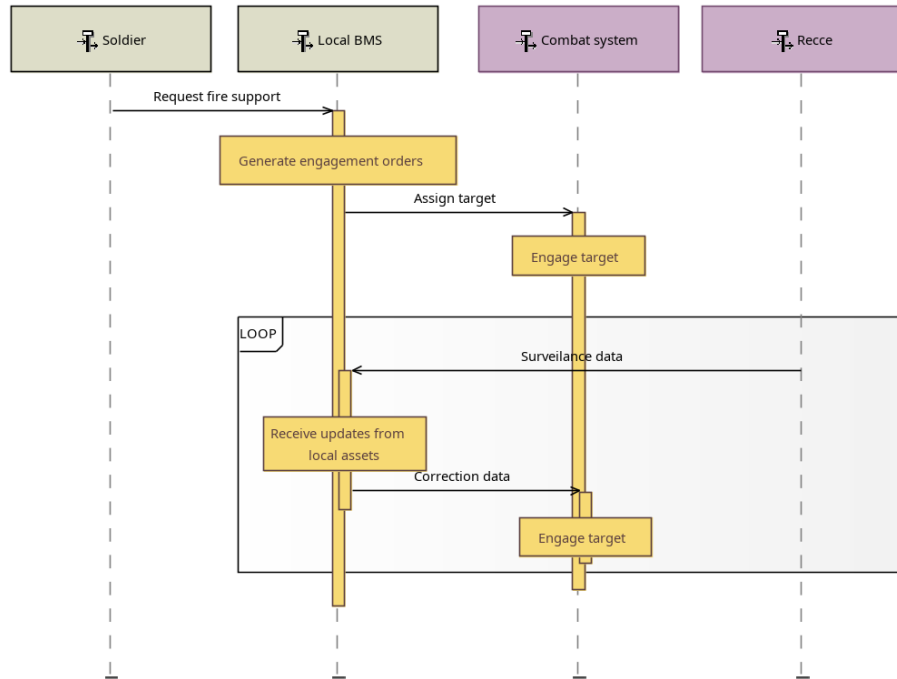 Soldier
Local BMS
Combat system
Recce
Request fire support
Generate engagement orders
Assign target
Engage target
LOOP
Surveilance data
Receive updates from
local assets
Correction data
Engage target